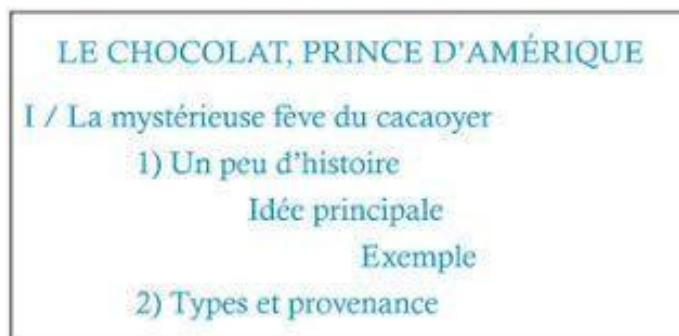 LE CHOCOLAT, PRINCE D'AMÉRIQUE
I / La mystérieuse fève du cacaoyer
1) Un peu d'histoire
Idée principale
Exemple
2) Types et provenance